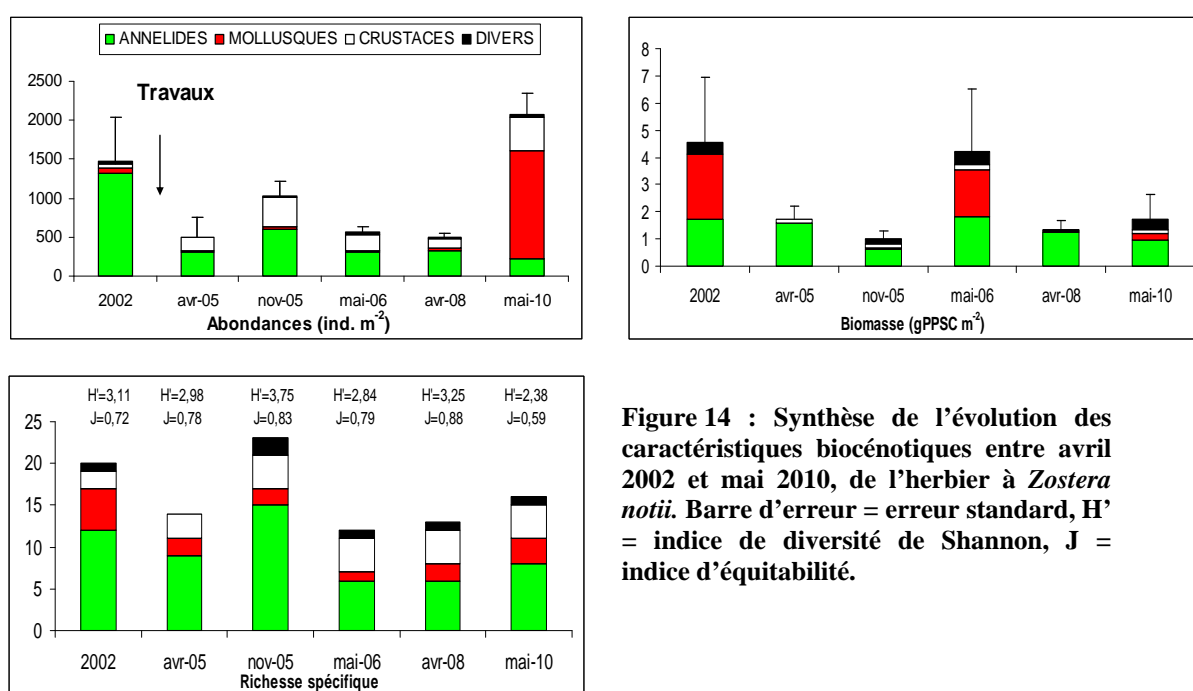 ANNELIDES MOLLUSQUES CRUSTACES DIVERS
2500
2000
1500
1000
500
0
Travaux
2002 avr-05 nov-05 mai-06 avr-08 mai-10
Abondances (ind. m-2)
8
7
6
5
4
3
2
1
0
2002 avr-05 nov-05 mai-06 avr-08 mai-10
Biomasse (gPPSC m-2)
H'=3,11 H'=2,98 H'=3,75 H'=2,84 H'=3,25 H'=2,38
J=0,72 J=0,78 J=0,83 J=0,79 J=0,88 J=0,59
25
20
15
10
5
0
2002 avr-05 nov-05 mai-06 avr-08 mai-10
Richesse spécifique
Figure 14 : Synthèse de l'évolution des
caractéristiques biocénotiques entre avril
2002 et mai 2010, de l'herbier à Zostera
notii. Barre d'erreur = erreur standard, H'
= indice de diversité de Shannon, J =
indice d'équitabilité.